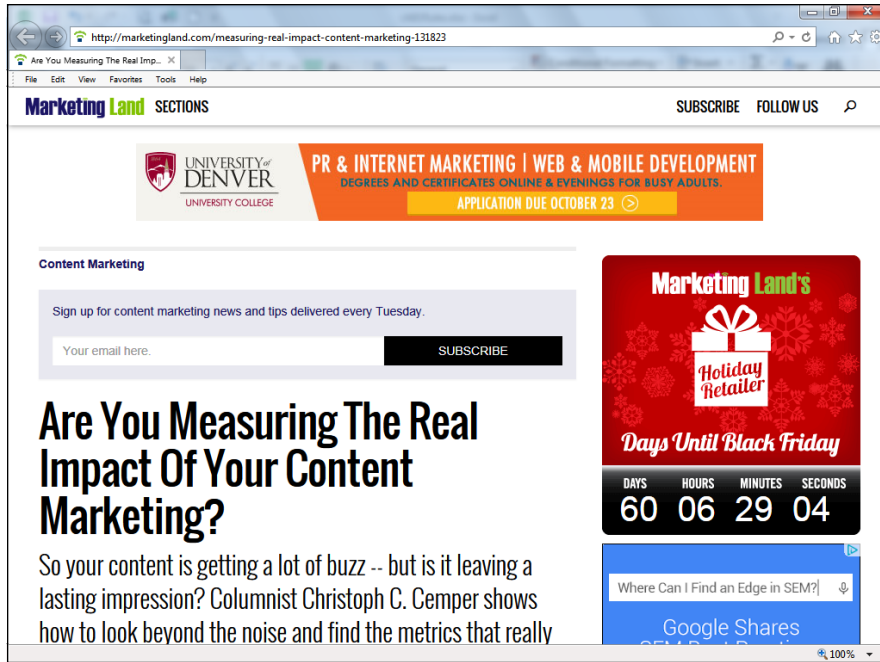 http://marketingland.com/measuring-real-impact-content-marketing-131823
Are You Measuring The Real Imp...
File Edit View Favorites Tools Help
Marketing Land SECTIONS SUBSCRIBE FOLLOW US
UNIVERSITY of
DENVER
UNIVERSITY COLLEGE
PR & INTERNET MARKETING | WEB & MOBILE DEVELOPMENT
DEGREES AND CERTIFICATES ONLINE & EVENINGS FOR BUSY ADULTS.
APPLICATION DUE OCTOBER 23
Content Marketing
Sign up for content marketing news and tips delivered every Tuesday.
Your email here. SUBSCRIBE
Are You Measuring The Real
Impact Of Your Content
Marketing?
So your content is getting a lot of buzz -- but is it leaving a
lasting impression? Columnist Christoph C. Cemper shows
how to look beyond the noise and find the metrics that really
Marketing Land's
Holiday
Retailer
Days Until Black Friday
DAYS HOURS MINUTES SECONDS
60 06 29 04
Where Can I Find an Edge in SEM?
Google Shares
100%